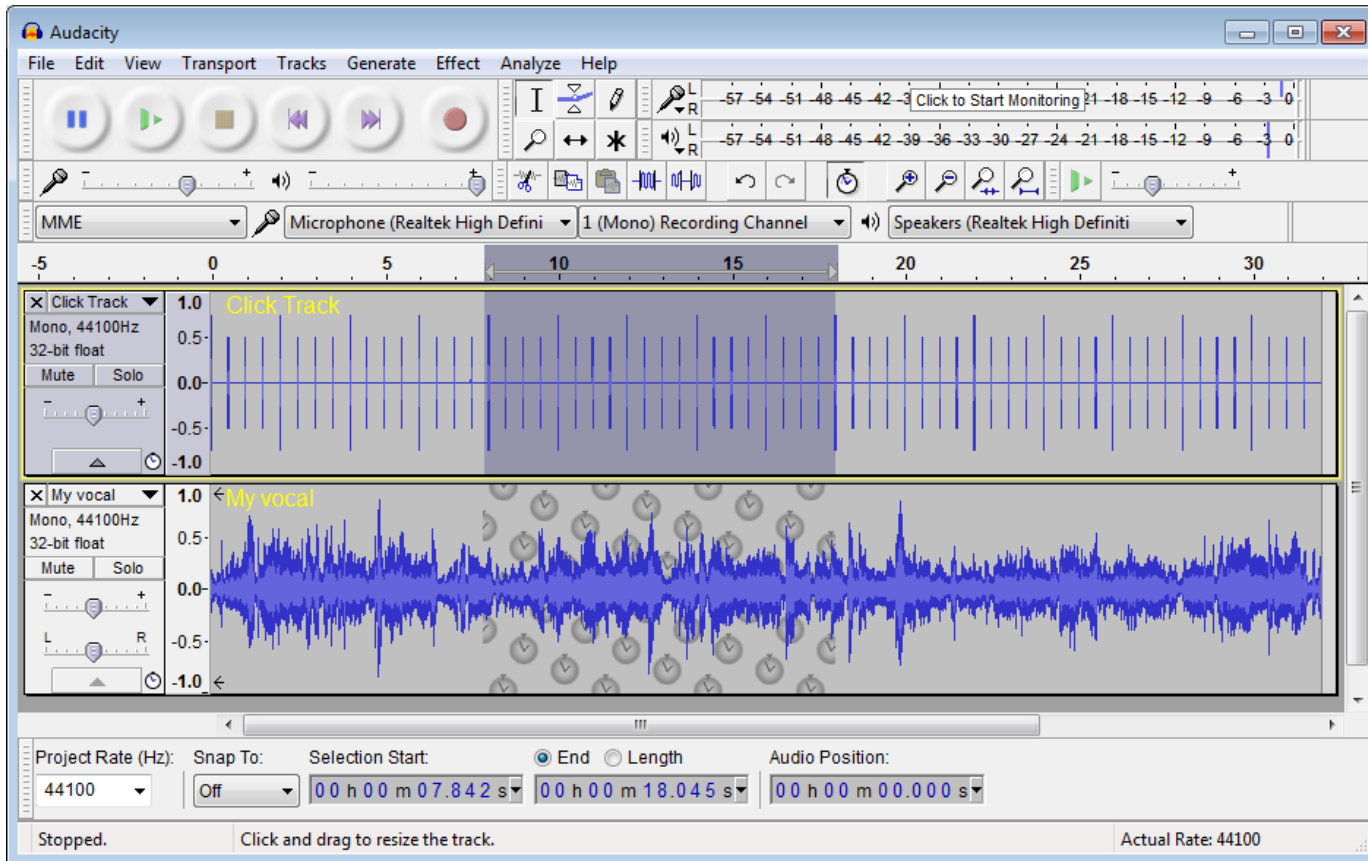 Audacity
File Edit View Transport Tracks Generate Effect Analyze Help
L R -57 -54 -51 -48 -45 -42 -3 Click to Start Monitoring 21 -18 -15 -12 -9 -6 -3 0
L R -57 -54 -51 -48 -45 -42 -39 -36 -33 -30 -27 -24 -21 -18 -15 -12 -9 -6 -3 0
- + - + - +
MME Microphone (Realtek High Defini 1 (Mono) Recording Channel Speakers (Realtek High Definiti
-5 0 5 10 15 20 25 30
X Click Track 1.0 Click Track
Mono, 44100Hz
32-bit float 0.5
Mute Solo 0.0
- +
-0.5
-1.0
X My vocal 1.0 My vocal
Mono, 44100Hz
32-bit float 0.5
Mute Solo 0.0
- +
L R -0.5
-1.0
Project Rate (Hz): Snap To: Selection Start: End Length Audio Position:
44100 Off 00 h 00 m 07.842 s 00 h 00 m 18.045 s 00 h 00 m 00.000 s
Stopped. Click and drag to resize the track. Actual Rate: 44100